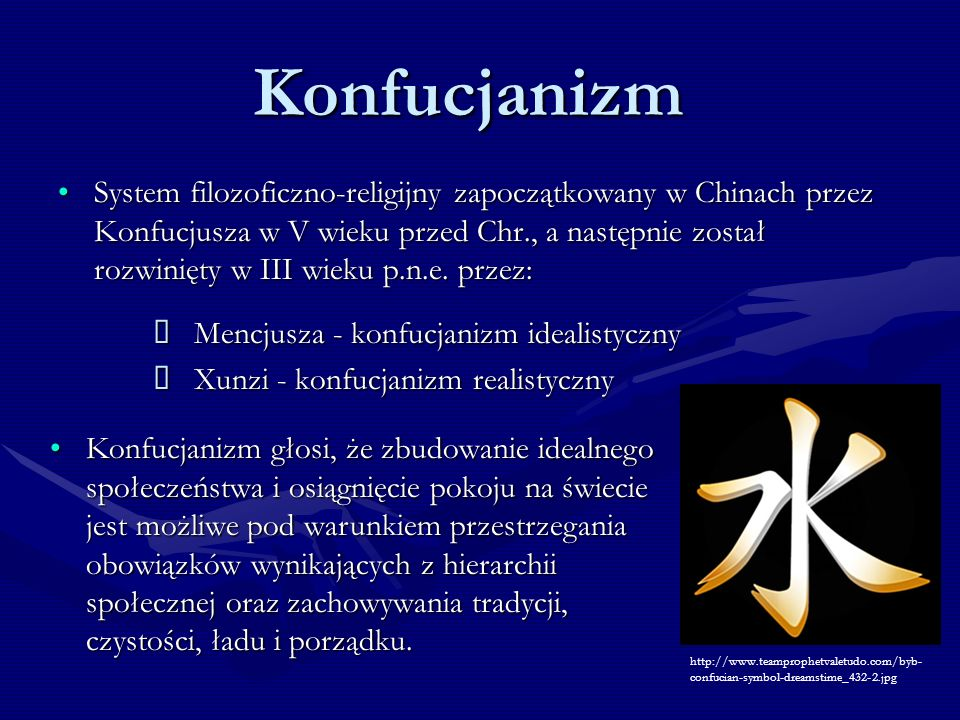 Konfucjanizm
• System filozoficzno-religijny zapoczątkowany w Chinach przez
Konfucjusza w V wieku przed Chr., a następnie został
rozwinięty w III wieku p.n.e. przez:
Mencjusza - konfucjanizm idealistyczny
Xunzi - konfucjanizm realistyczny
• Konfucjanizm głosi, że zbudowanie idealnego
społeczeństwa i osiągnięcie pokoju na świecie
jest możliwe pod warunkiem przestrzegania
obowiązków wynikających z hierarchii
społecznej oraz zachowywania tradycji,
czystości, ładu i porządku.
水
http://www.teamprophetvaletudo.com/byb-
confucian-symbol-dreamstime_432-2.jpg